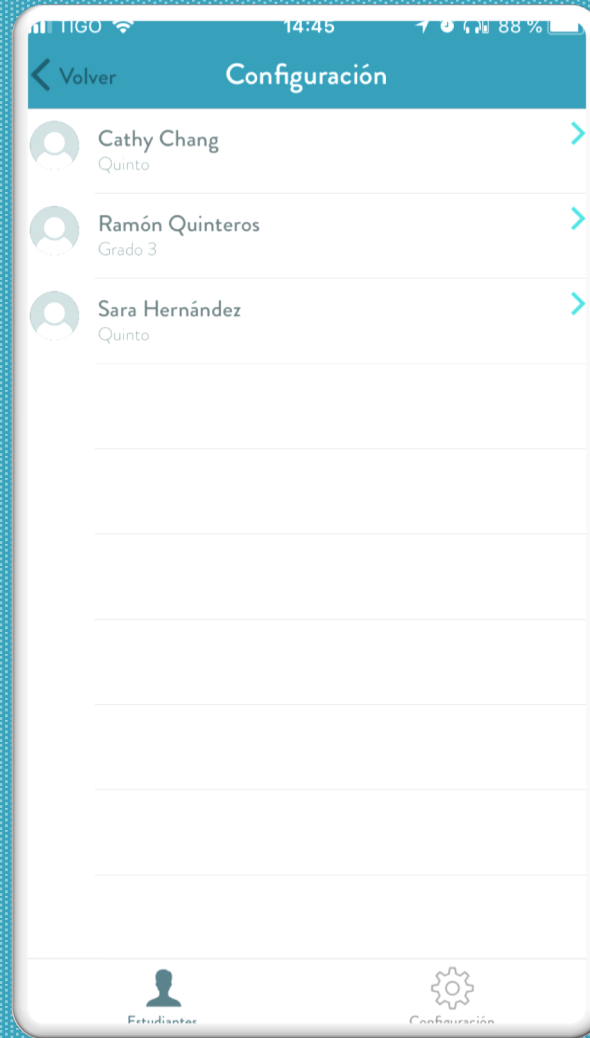 TIGO 14:45 88 %
Volver Configuración
Cathy Chang
Quinto
Ramón Quinteros
Grado 3
Sara Hernández
Quinto
Estudiantes Configuración